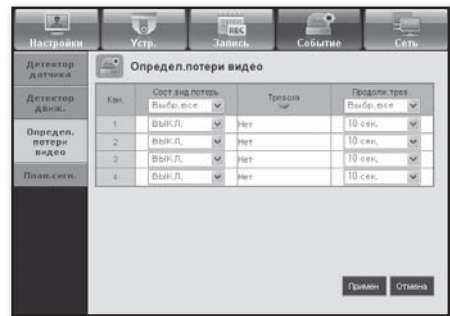 Настройки Устр. Запись Событие Сеть
REC
Детектор датчика
Детектор движ.
Определ. потери видео
План.сигн.
Определ.потери видео
Кан. Сост.вид.потерь Тревога Продолж.трев.
Выбр,все Выбр,все
1 ВЫКЛ, Нет 10 сек,
2 ВЫКЛ, Нет 10 сек,
3 ВЫКЛ, Нет 10 сек,
4 ВЫКЛ, Нет 10 сек,
Примен Отмена